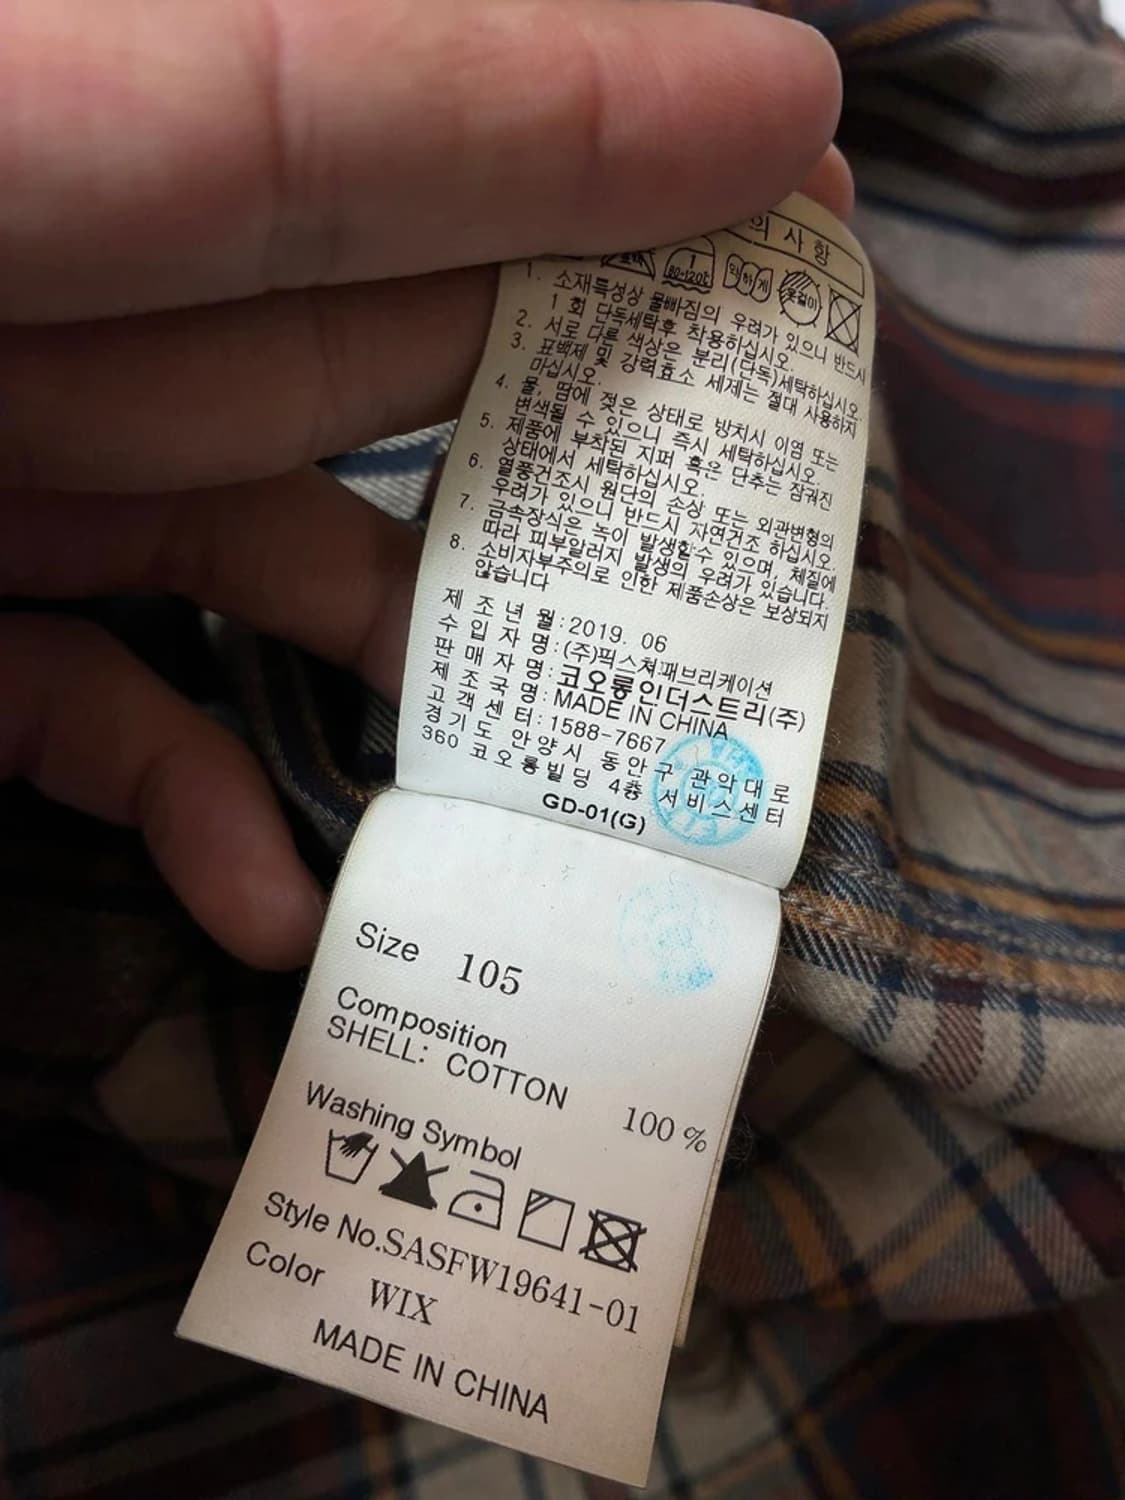 의 사 항
표백
1
80~120℃
약하게
옷걸이
1. 소재특성상 물빠짐의 우려가 있으니 반드시
1 회 단독세탁후 착용하십시오.
2. 서로 다른 색상은 분리(단독)세탁하십시오.
3. 표백제 및 강력효소 세제는 절대 사용하지
마십시오.
4. 물, 땀에 젖은 상태로 방치시 이염 또는
변색될 수 있으니 즉시 세탁하십시오.
5. 제품에 부착된 지퍼 혹은 단추는 잠궈진
상태에서 세탁하십시오.
6. 열풍건조시 원단의 손상 또는 외관변형의
우려가 있으니 반드시 자연건조 하십시오.
7. 금속장식은 녹이 발생할수 있으며, 체질에
따라 피부알러지 발생의 우려가 있습니다.
8. 소비자부주의로 인한 제품손상은 보상되지
않습니다
제 조 년 월:2019. 06
수 입 자 명:(주)픽스쳐패브리케이션
판 매 자 명:코오롱인더스트리(주)
제 조 국 명:MADE IN CHINA
고 객 센 터:1588-7667
경 기 도 안 양 시 동 안 구 관 악 대 로
360 코 오 롱 빌 딩 4층 서 비 스 센 터
GD-01(G)
Size 105
Composition
SHELL: COTTON 100 %
Washing Symbol
Style No.SASFW19641-01
Color WIX
MADE IN CHINA